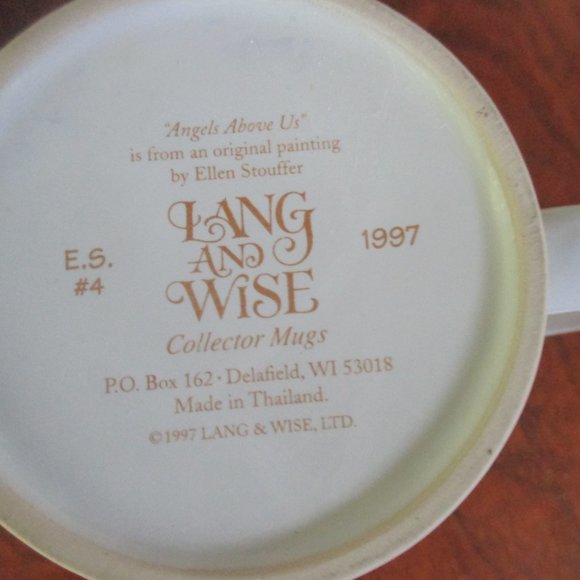 "Angels Above Us"
is from an original painting
by Ellen Stouffer
LANG
AND
WISE
E.S.
#4
1997
Collector Mugs
P.O. Box 162 · Delafield, WI 53018
Made in Thailand.
©1997 LANG & WISE, LTD.